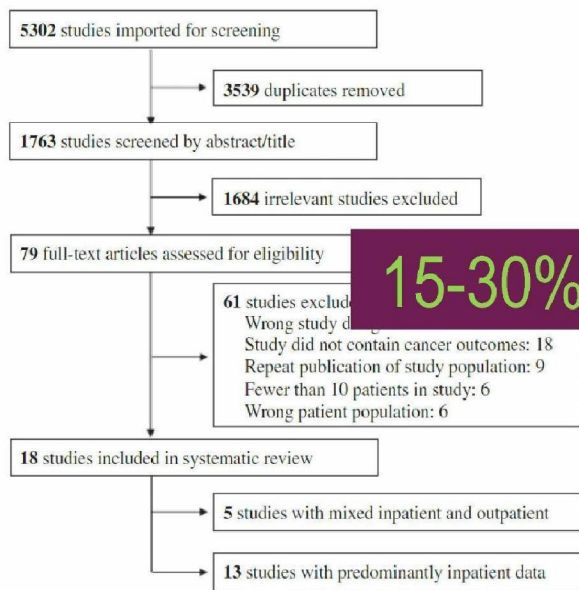 5302 studies imported for screening
3539 duplicates removed
1763 studies screened by abstract/title
1684 irrelevant studies excluded
79 full-text articles assessed for eligibility
15-30%
61 studies
Wrong study
Study did not contain cancer outcomes: 18
Repeat publication of study population: 9
Fewer than 10 patients in study: 6
Wrong patient population: 6
18 studies included in systematic review
5 studies with mixed inpatient and outpatient
13 studies with predominantly inpatient data